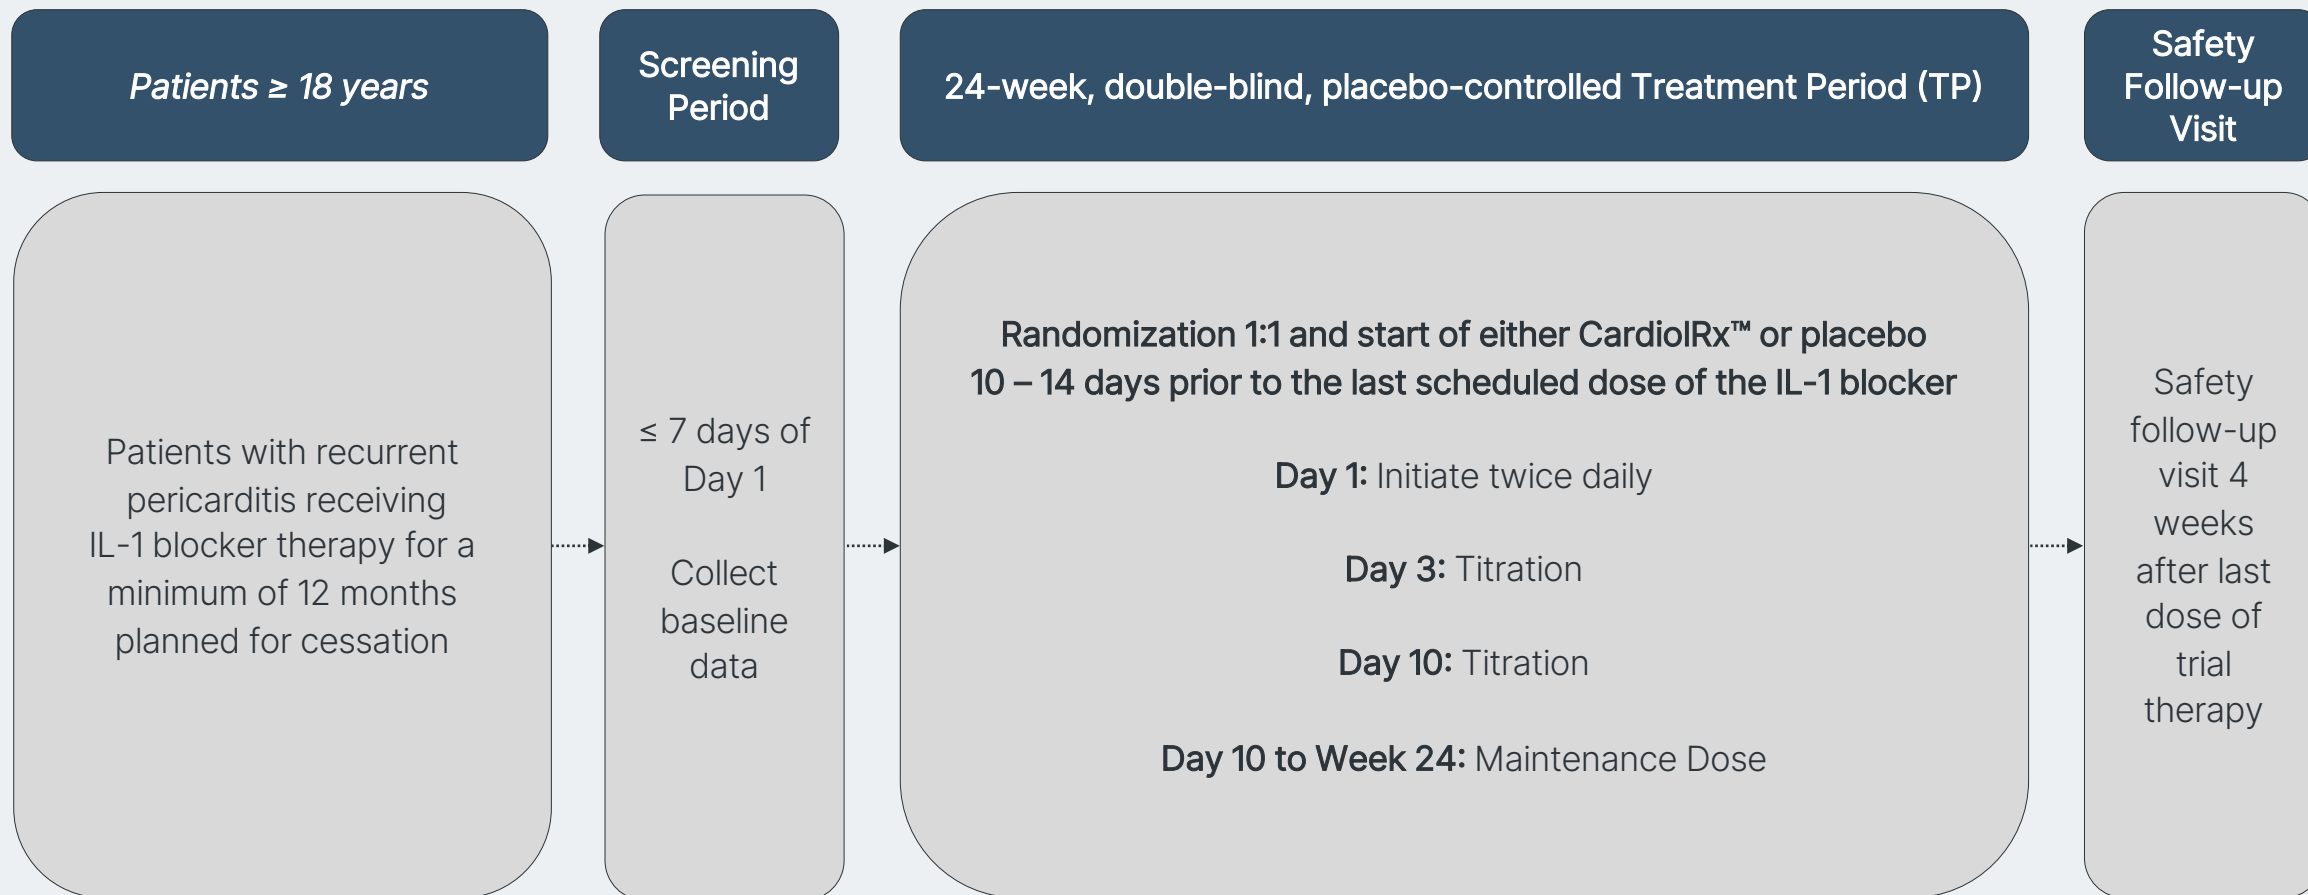 Patients ≥ 18 years
Screening
Period
24-week, double-blind, placebo-controlled Treatment Period (TP)
Safety
Follow-up
Visit
Patients with recurrent
pericarditis receiving
IL-1 blocker therapy for a
minimum of 12 months
planned for cessation
≤ 7 days of
Day 1
Collect
baseline
data
Randomization 1:1 and start of either CardiolRx™ or placebo
10 – 14 days prior to the last scheduled dose of the IL-1 blocker
Day 1: Initiate twice daily
Day 3: Titration
Day 10: Titration
Day 10 to Week 24: Maintenance Dose
Safety
follow-up
visit 4
weeks
after last
dose of
trial
therapy